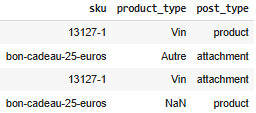 sku product_type post_type
13127-1 Vin product
bon-cadeau-25-euros Autre attachment
13127-1 Vin attachment
bon-cadeau-25-euros NaN product